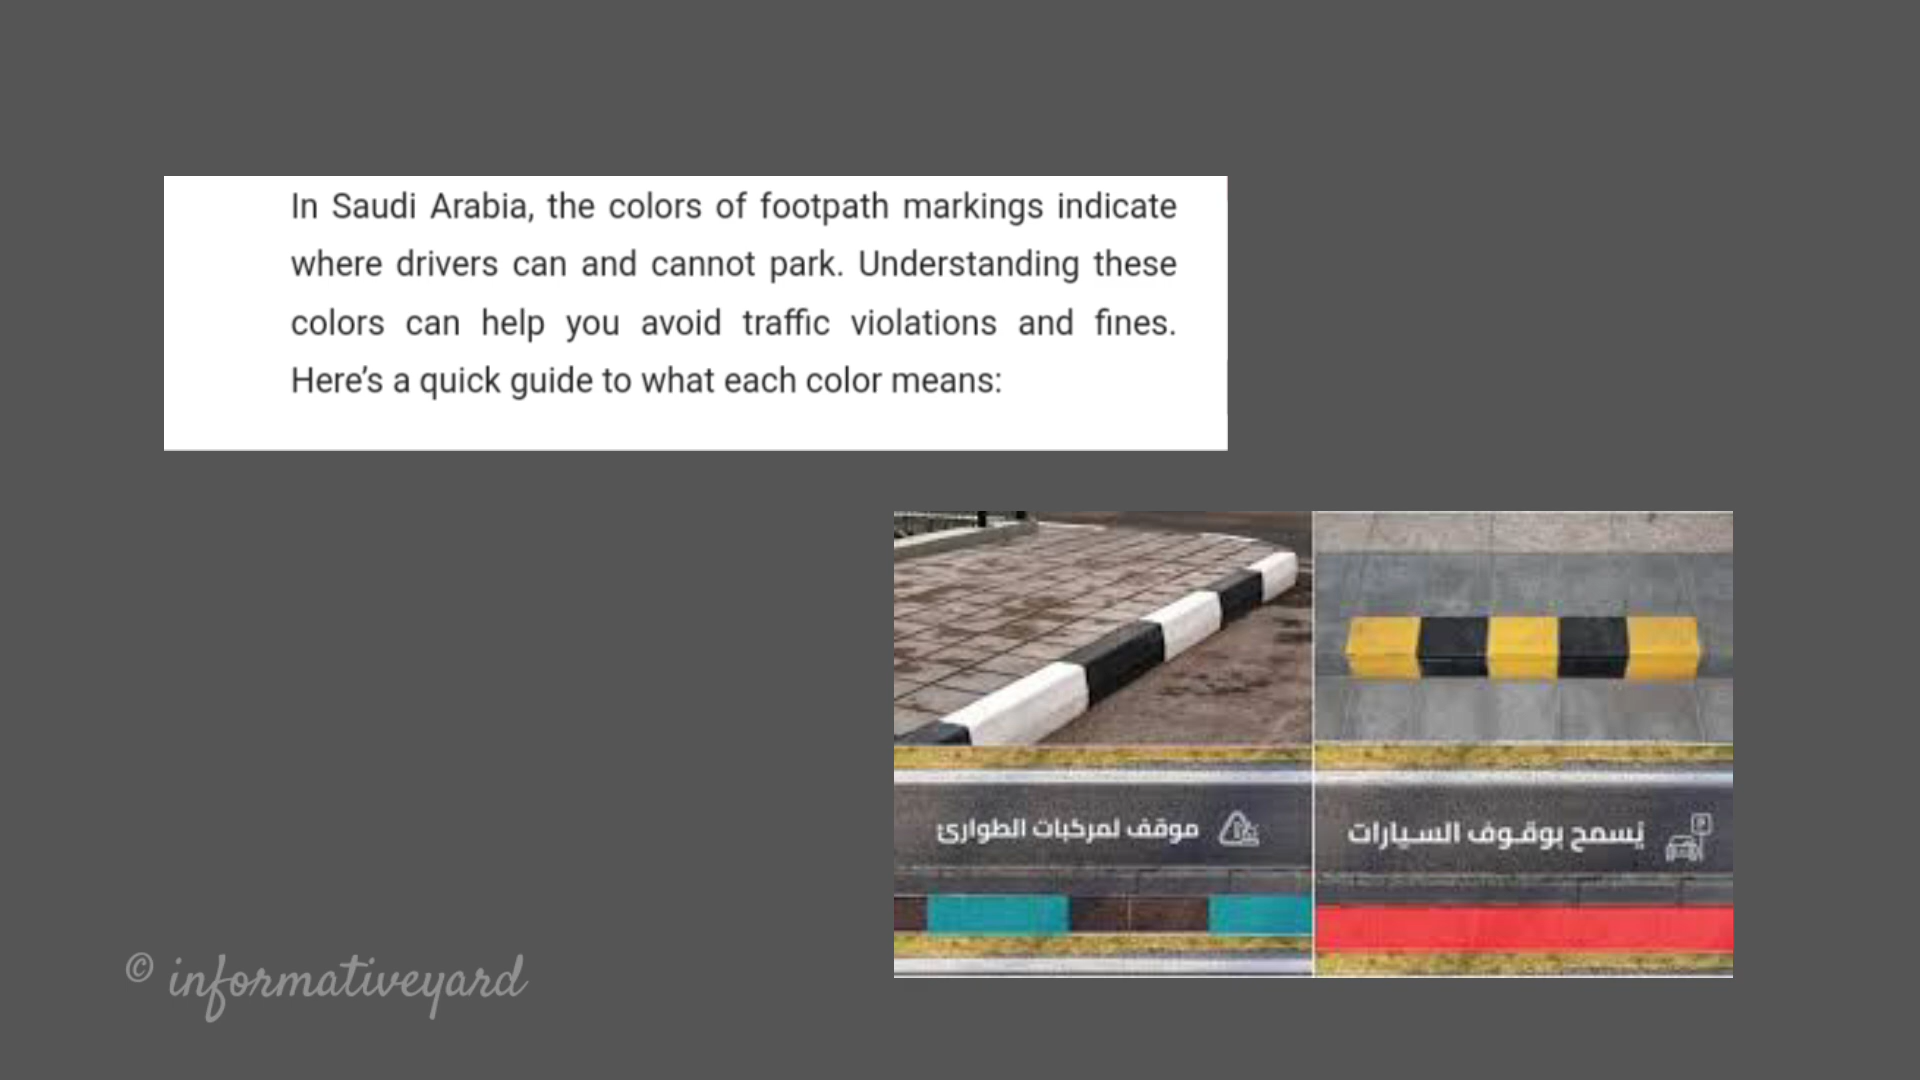 In Saudi Arabia, the colors of footpath markings indicate
where drivers can and cannot park. Understanding these
colors can help you avoid traffic violations and fines.
Here’s a quick guide to what each color means:
موقف لمركبات الطوارئ
يُسمح بوقوف السيارات
P
© informativeyard